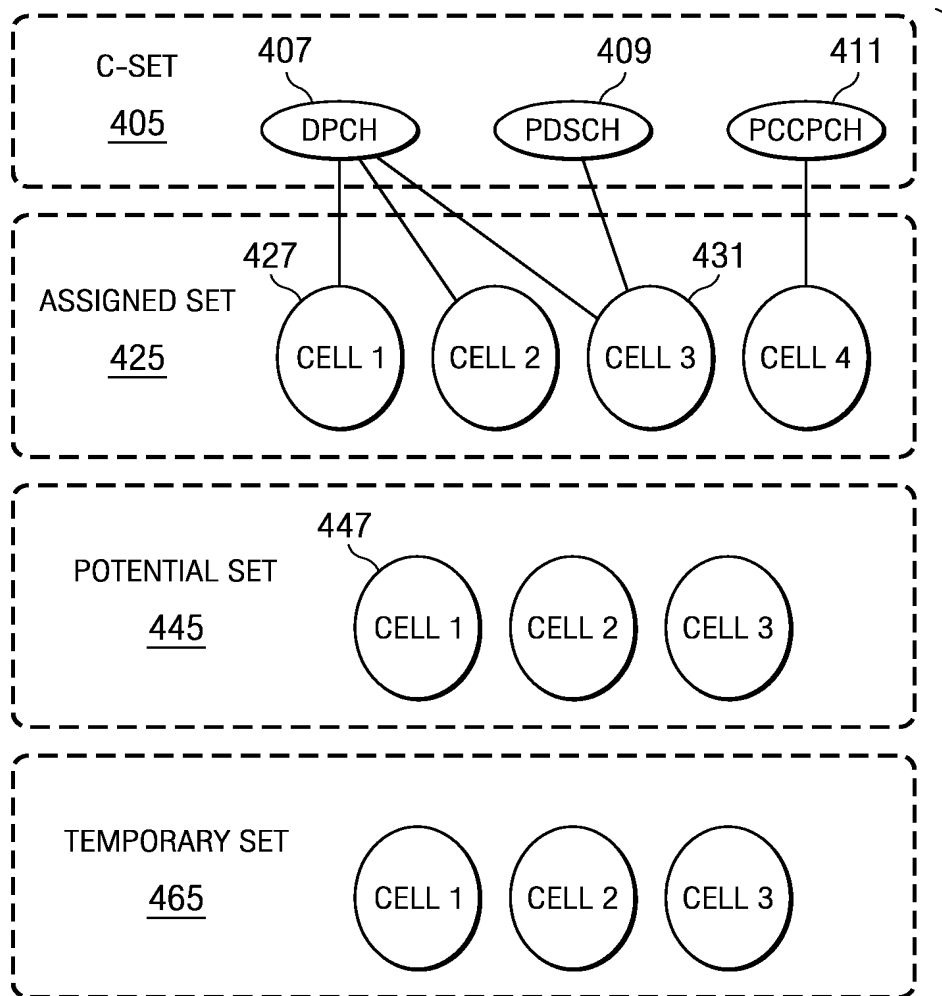 407 409 411
C-SET
405
DPCH PDSCH PCCPCH
427 431
ASSIGNED SET
425
CELL 1 CELL 2 CELL 3 CELL 4
447
POTENTIAL SET
445
CELL 1 CELL 2 CELL 3
TEMPORARY SET
465
CELL 1 CELL 2 CELL 3